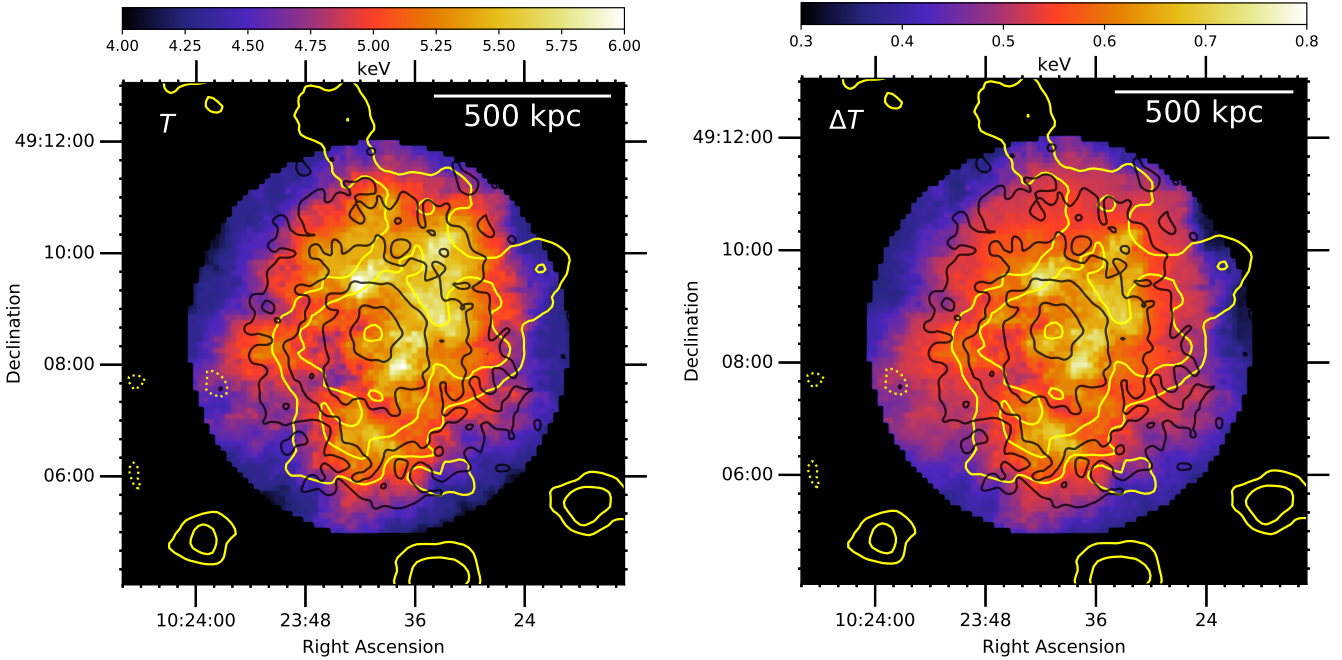 4.00 4.25 4.50 4.75 5.00 5.25 5.50 5.75 6.00
keV
T
500 kpc
49:12:00
10:00
08:00
06:00
Declination
10:24:00 23:48 36 24
Right Ascension
0.3 0.4 0.5 0.6 0.7 0.8
keV
ΔT
500 kpc
49:12:00
10:00
08:00
06:00
Declination
10:24:00 23:48 36 24
Right Ascension